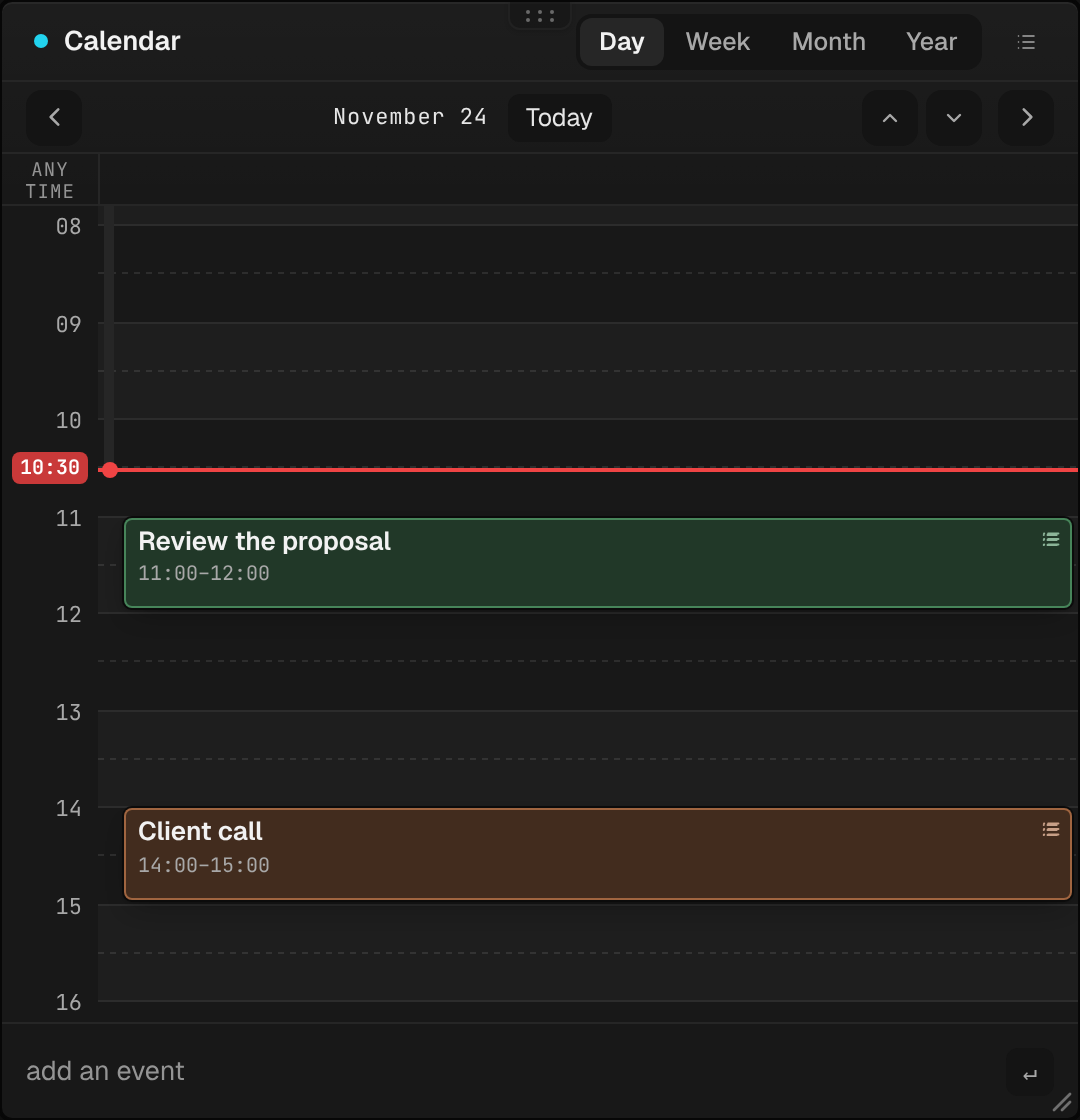 Calendar
Day Week Month Year
November 24 Today
ANY
TIME
08
09
10
10:30
11
Review the proposal
11:00–12:00
12
13
14
Client call
14:00–15:00
15
16
add an event